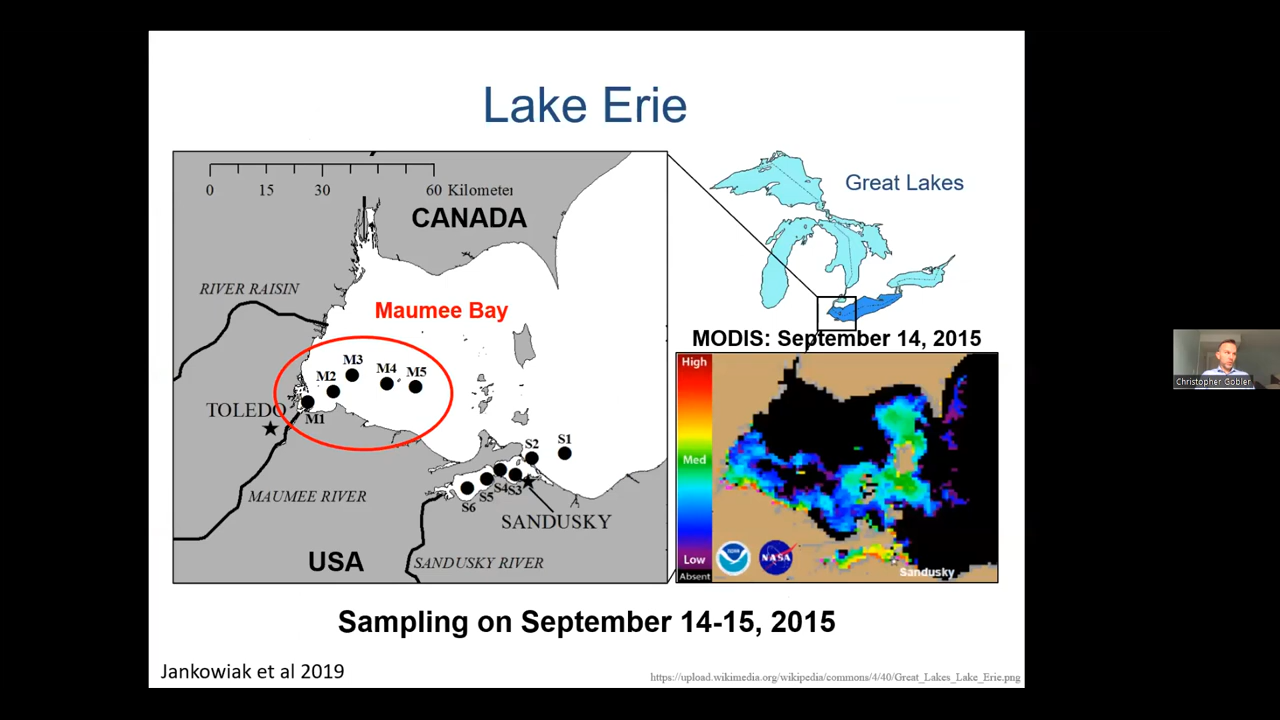 Lake Erie
0 15 30 60 Kilometer
CANADA
RIVER RAISIN
Maumee Bay
M3
M2 M4 M5
TOLEDO
M1
S1
S2
S4 S3
S5
S6
MAUMEE RIVER
SANDUSKY
USA
SANDUSKY RIVER
Great Lakes
MODIS: September 14, 2015
High
Med
Low
Absent
NASA
Sandusky
Sampling on September 14-15, 2015
Jankowiak et al 2019
https://upload.wikimedia.org/wikipedia/commons/4/40/Great_Lakes_Lake_Erie.png
Christopher Gobler